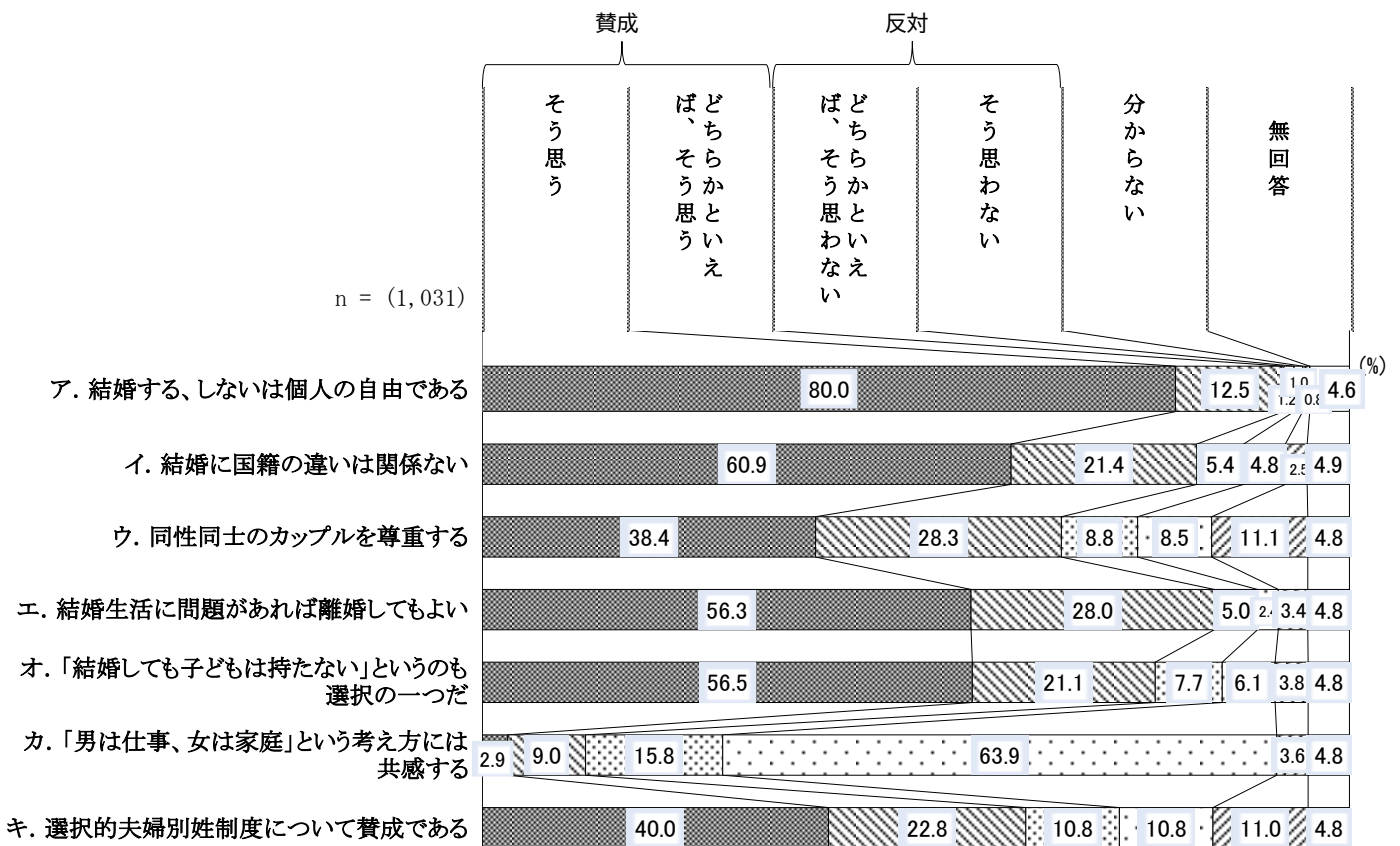 賛成
反対
そう思う
どちらかといえ
ば、そう思う
どちらかといえ
ば、そう思わない
そう思わない
分からない
無回答
n = (1,031)
(%)
ア. 結婚する、しないは個人の自由である
80.0
12.5
1.2
1.0
0.8
4.6
イ. 結婚に国籍の違いは関係ない
60.9
21.4
5.4
4.8
2.5
4.9
ウ. 同性同士のカップルを尊重する
38.4
28.3
8.8
8.5
11.1
4.8
エ. 結婚生活に問題があれば離婚してもよい
56.3
28.0
5.0
2.4
3.4
4.8
オ. 「結婚しても子どもは持たない」というのも
選択の一つだ
56.5
21.1
7.7
6.1
3.8
4.8
カ. 「男は仕事、女は家庭」という考え方には
共感する
2.9
9.0
15.8
63.9
3.6
4.8
キ. 選択的夫婦別姓制度について賛成である
40.0
22.8
10.8
10.8
11.0
4.8